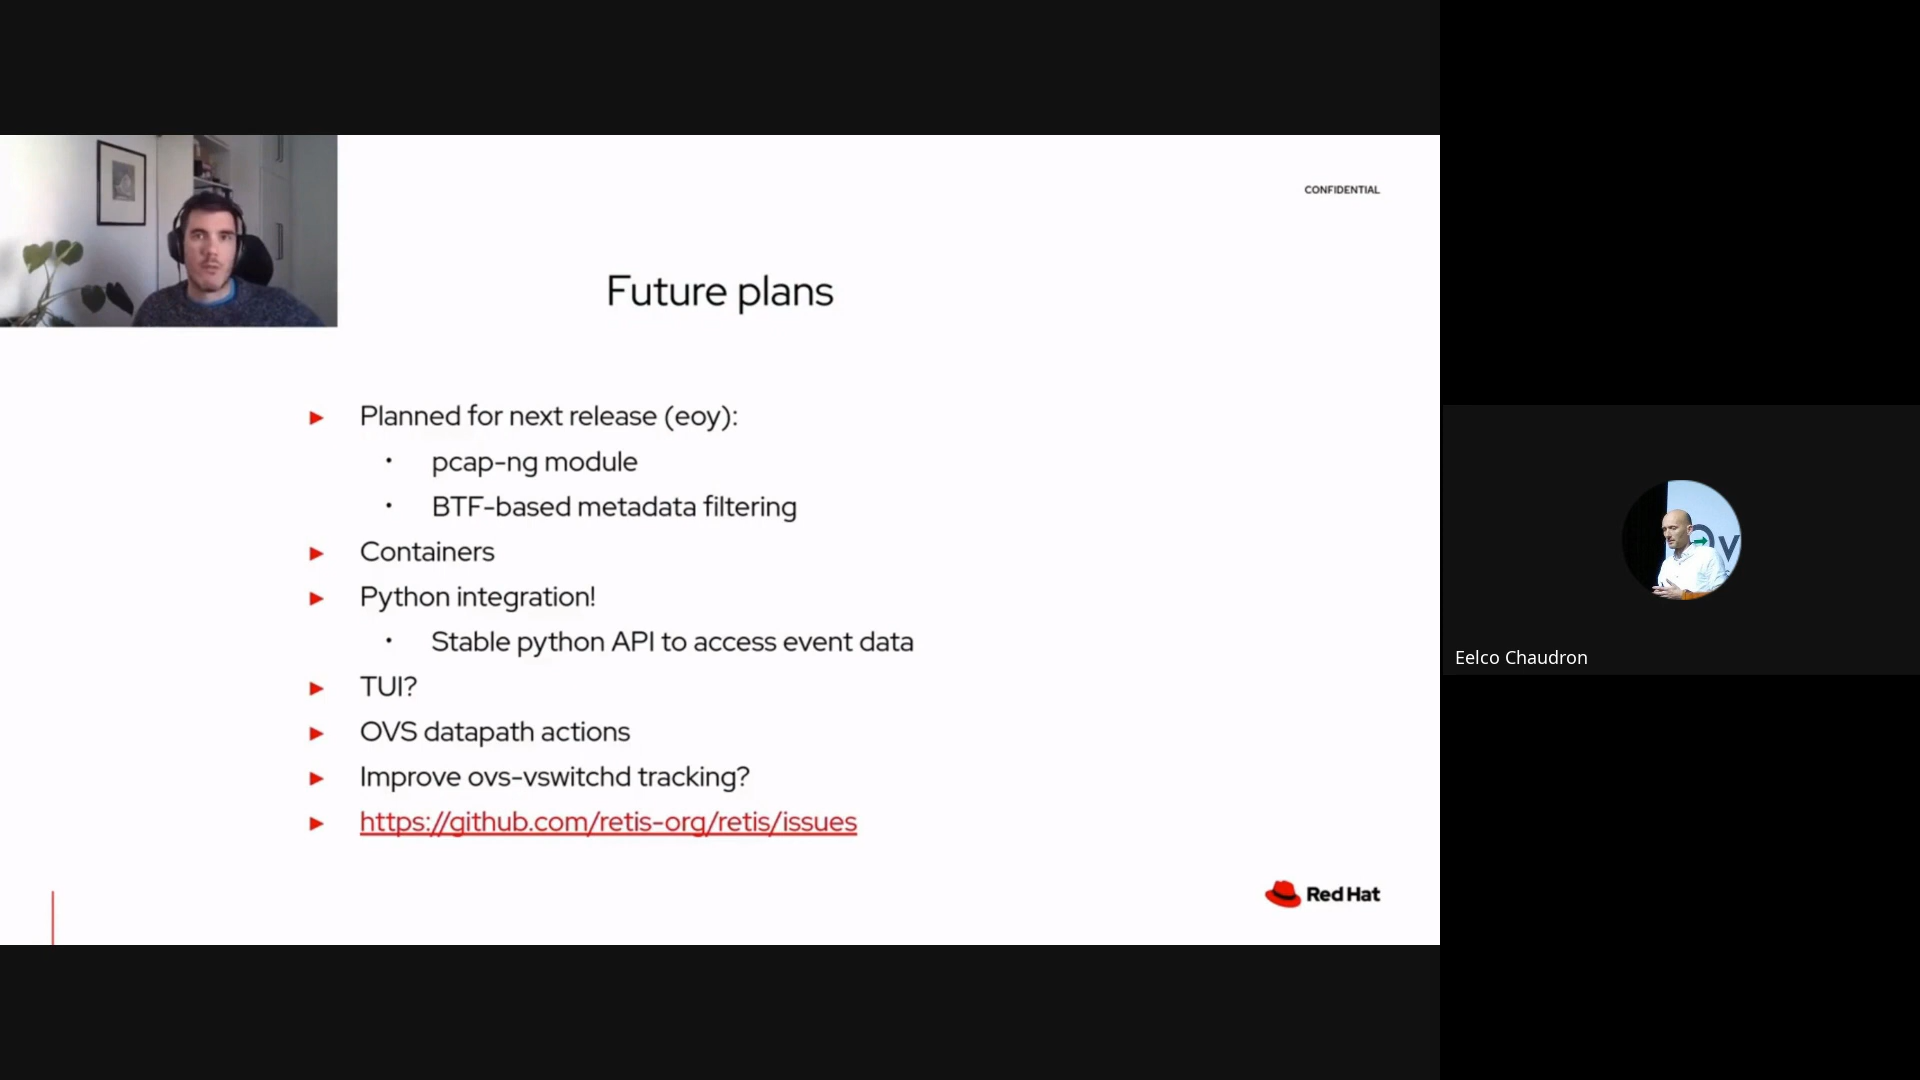 CONFIDENTIAL
Future plans
Planned for next release (eoy):
pcap-ng module
BTF-based metadata filtering
Containers
Python integration!
Stable python API to access event data
TUI?
OVS datapath actions
Improve ovs-vswitchd tracking?
https://github.com/retis-org/retis/issues
Red Hat
Eelco Chaudron